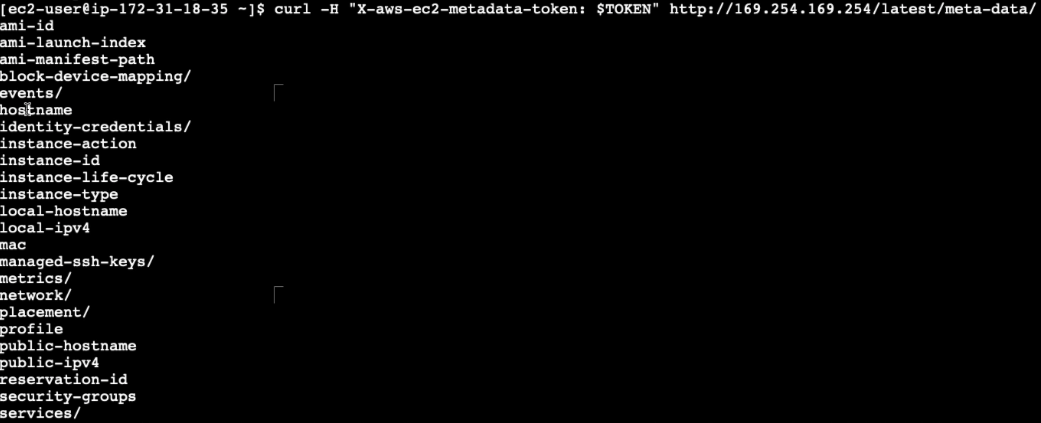 [ec2-user@ip-172-31-18-35 ~]$ curl -H "X-aws-ec2-metadata-token: $TOKEN" http://169.254.169.254/latest/meta-data/
ami-id
ami-launch-index
ami-manifest-path
block-device-mapping/
events/
hostname
identity-credentials/
instance-action
instance-id
instance-life-cycle
instance-type
local-hostname
local-ipv4
mac
managed-ssh-keys/
metrics/
network/
placement/
profile
public-hostname
public-ipv4
reservation-id
security-groups
services/